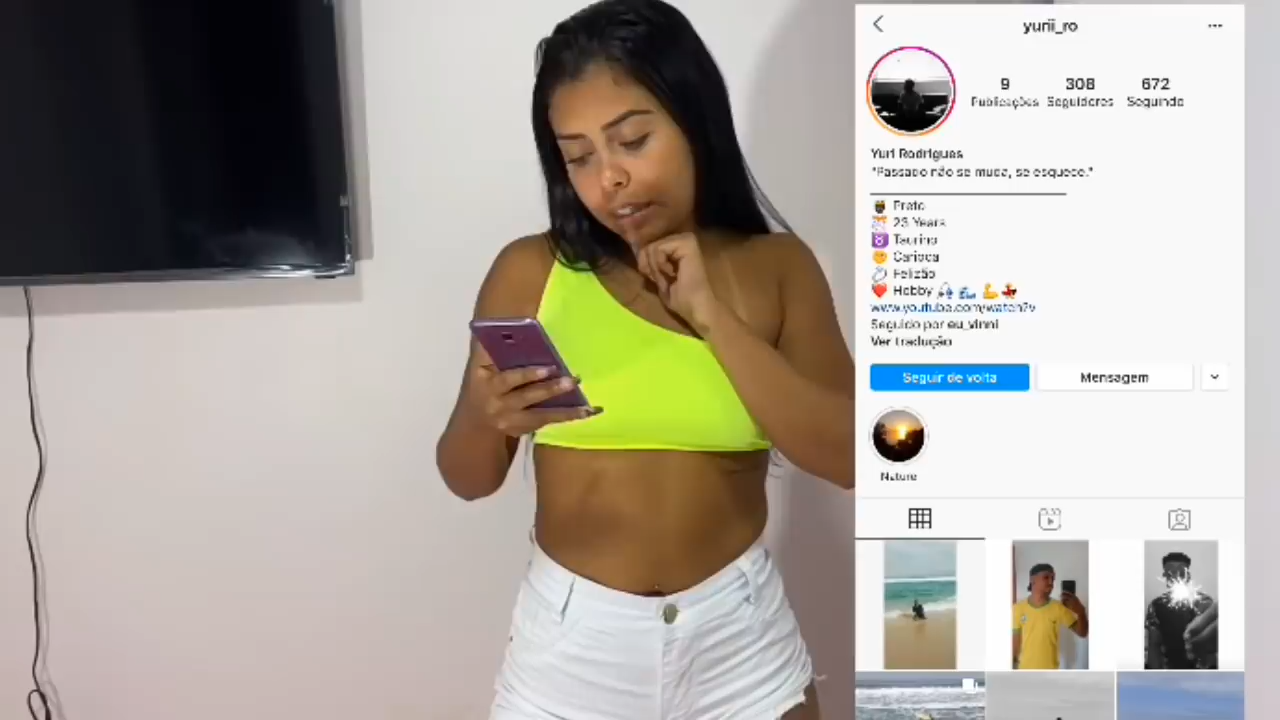 yurii_ro
9 308 672
Publicações Seguidores Seguindo
Yuri Rodrigues
"Passado não se muda, se esquece."
Preto
23 Years
Taurino
Carioca
Felizão
Hobby
www.youtube.com/watch?v
Seguido por eu_vinni
Ver tradução
Seguir de volta Mensagem
Nature